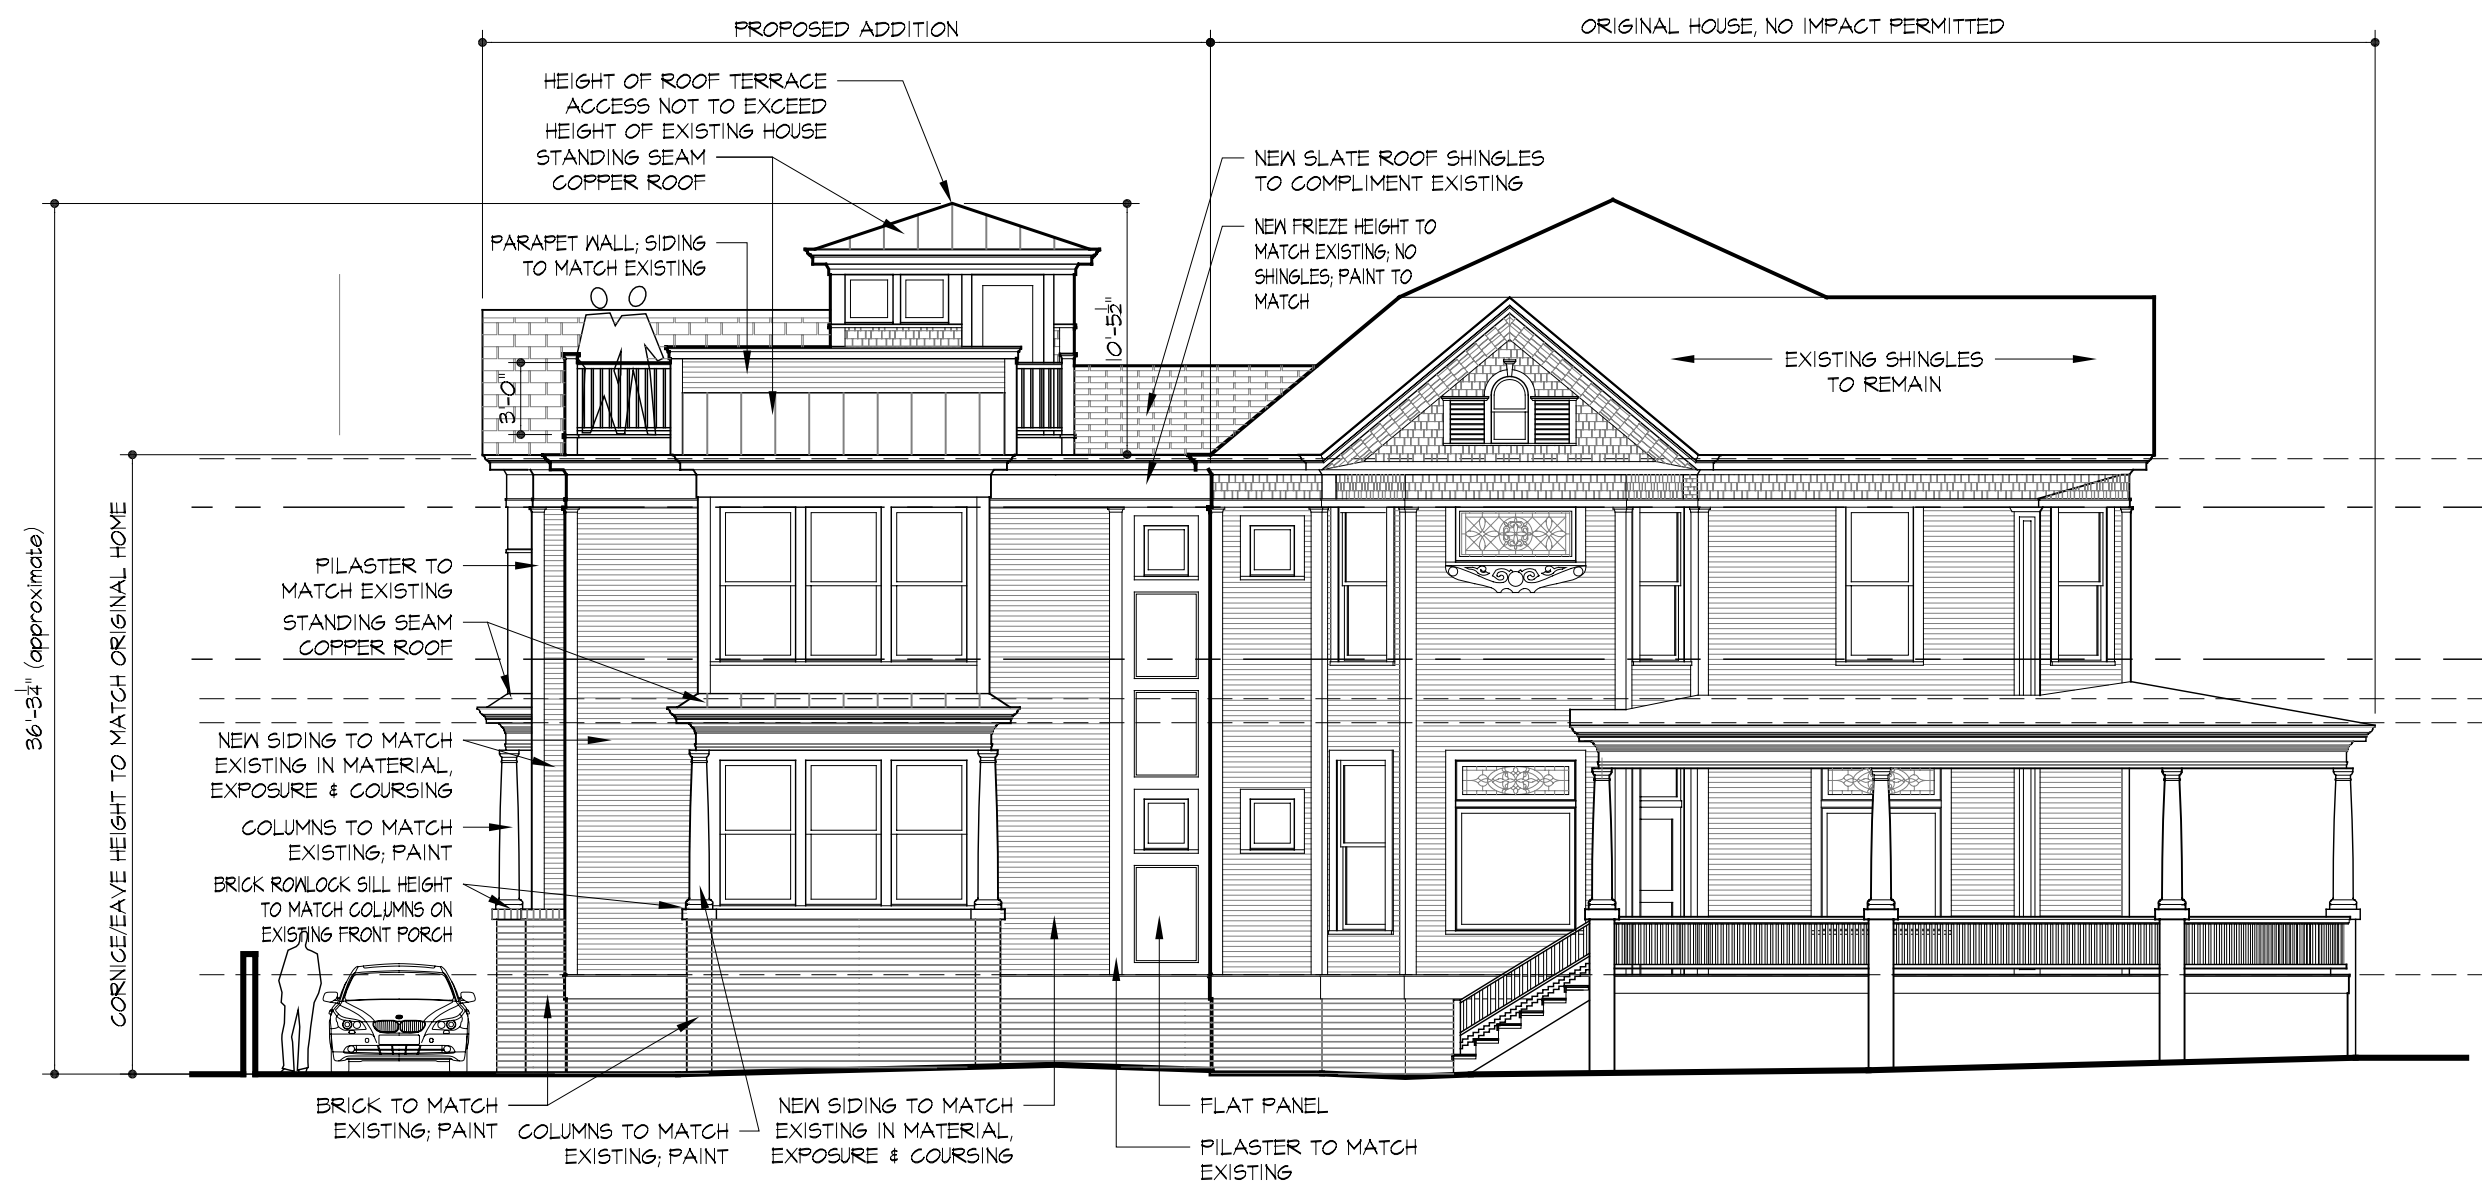 PROPOSED ADDITION
ORIGINAL HOUSE, NO IMPACT PERMITTED
HEIGHT OF ROOF TERRACE
ACCESS NOT TO EXCEED
HEIGHT OF EXISTING HOUSE
STANDING SEAM
COPPER ROOF
PARAPET WALL; SIDING
TO MATCH EXISTING
NEW SLATE ROOF SHINGLES
TO COMPLIMENT EXISTING
NEW FRIEZE HEIGHT TO
MATCH EXISTING; NO
SHINGLES; PAINT TO
MATCH
10'-5½"
3'-0"
EXISTING SHINGLES
TO REMAIN
36'-3¼" (approximate)
CORNICE/EAVE HEIGHT TO MATCH ORIGINAL HOME
PILASTER TO
MATCH EXISTING
STANDING SEAM
COPPER ROOF
NEW SIDING TO MATCH
EXISTING IN MATERIAL,
EXPOSURE & COURSING
COLUMNS TO MATCH
EXISTING; PAINT
BRICK ROWLOCK SILL HEIGHT
TO MATCH COLUMNS ON
EXISTING FRONT PORCH
BRICK TO MATCH
EXISTING; PAINT
COLUMNS TO MATCH
EXISTING; PAINT
NEW SIDING TO MATCH
EXISTING IN MATERIAL,
EXPOSURE & COURSING
FLAT PANEL
PILASTER TO MATCH
EXISTING